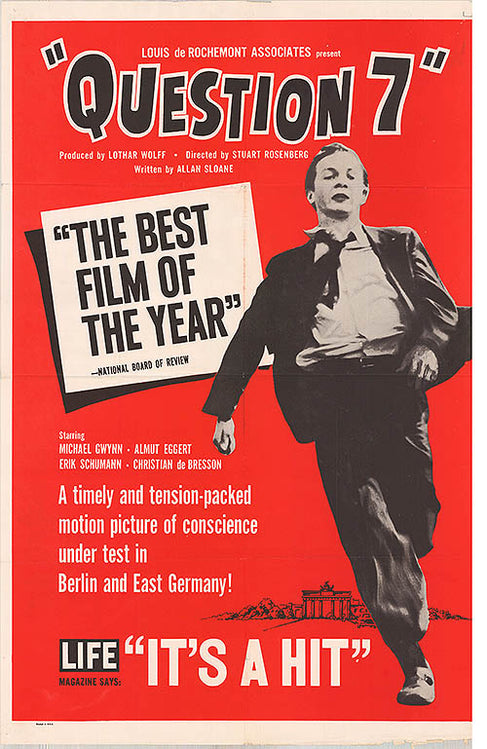 LOUIS de ROCHEMONT ASSOCIATES present
"QUESTION 7"
Produced by LOTHAR WOLFF • Directed by STUART ROSENBERG
Written by ALLAN SLOANE
"THE BEST
FILM OF
THE YEAR"
—NATIONAL BOARD OF REVIEW
Starring
MICHAEL GWYNN · ALMUT EGGERT
ERIK SCHUMANN · CHRISTIAN de BRESSON
A timely and tension-packed
motion picture of conscience
under test in
Berlin and East Germany!
LIFE
MAGAZINE SAYS:
"IT'S A HIT"